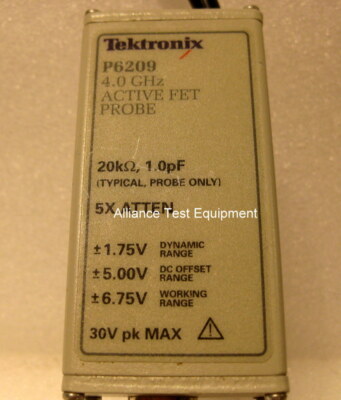 Tektronix
P6209
4.0 GHz
ACTIVE FET
PROBE
20kΩ, 1.0pF
(TYPICAL, PROBE ONLY)
5X ATTEN
Alliance Test Equipment
±1.75V DYNAMIC RANGE
±5.00V DC OFFSET RANGE
±6.75V WORKING RANGE
30V pk MAX